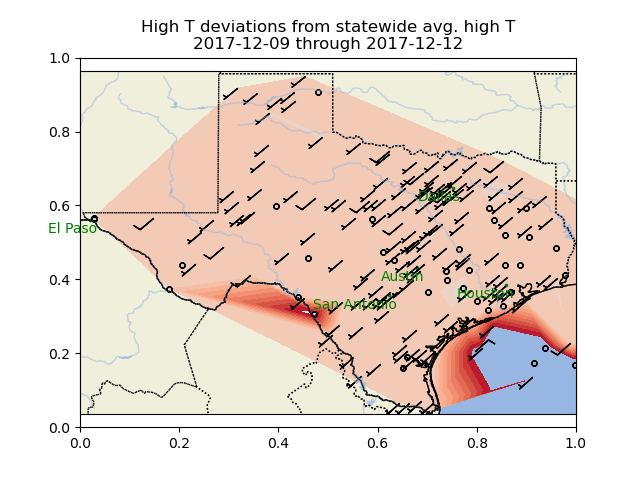 High T deviations from statewide avg. high T
2017-12-09 through 2017-12-12
1.0
0.8
0.6
0.4
0.2
0.0
El Paso
Dallas
Austin
Houston
San Antonio
0.0 0.2 0.4 0.6 0.8 1.0